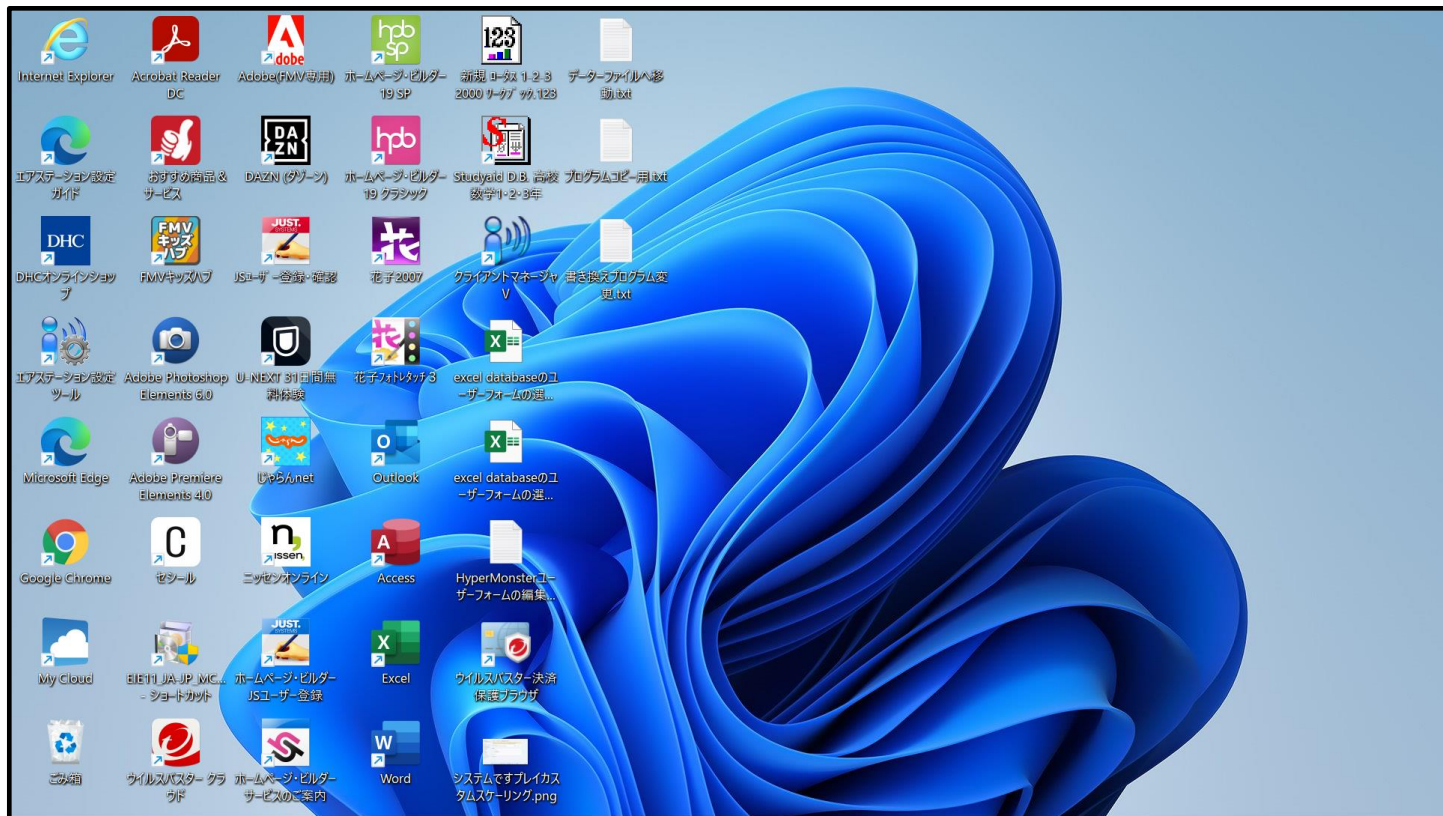 Internet Explorer
Acrobat Reader
DC
Adobe
Adobe(FMV専用)
hpb
sp
ホームページ・ビルダー
19 SP
123
新規 ロータス 1-2-3
2000 ワークブック.123
データーファイルへ移
動.txt
エアステーション設定
ガイド
おすすめ商品 &
サービス
DA
ZN
DAZN (ダゾーン)
hpb
ホームページ・ビルダー
19 クラシック
S
Studyaid D.B. 高校
数学1・2・3年
プログラムコピー用.txt
DHC
DHCオンラインショッ
プ
FMV
キッズ
ハブ
FMVキッズハブ
JUST.
SYSTEMS
JSユーザー登録・確認
花
花子2007
クライアントマネージャ
V
書き換えプログラム変
更.txt
エアステーション設定
ツール
Adobe Photoshop
Elements 6.0
U-NEXT 31日間無
料体験
花
花子フォトレタッチ3
X
excel databaseのユ
ーザーフォームの選...
Microsoft Edge
Adobe Premiere
Elements 4.0
じゃらんnet
O
Outlook
X
excel databaseのユ
ーザーフォームの選...
Google Chrome
C
セシール
n,
issen
ニッセンオンライン
A
Access
HyperMonsterユー
ザーフォームの編集...
My Cloud
EIE11_JA-JP_MC...
- ショートカット
JUST.
SYSTEMS
ホームページ・ビルダー
JSユーザー登録
X
Excel
ウイルスバスター決済
保護ブラウザ
ごみ箱
ウイルスバスター クラ
ウド
ホームページ・ビルダー
サービスのご案内
W
Word
システムですプレイカス
タムスケーリング.png